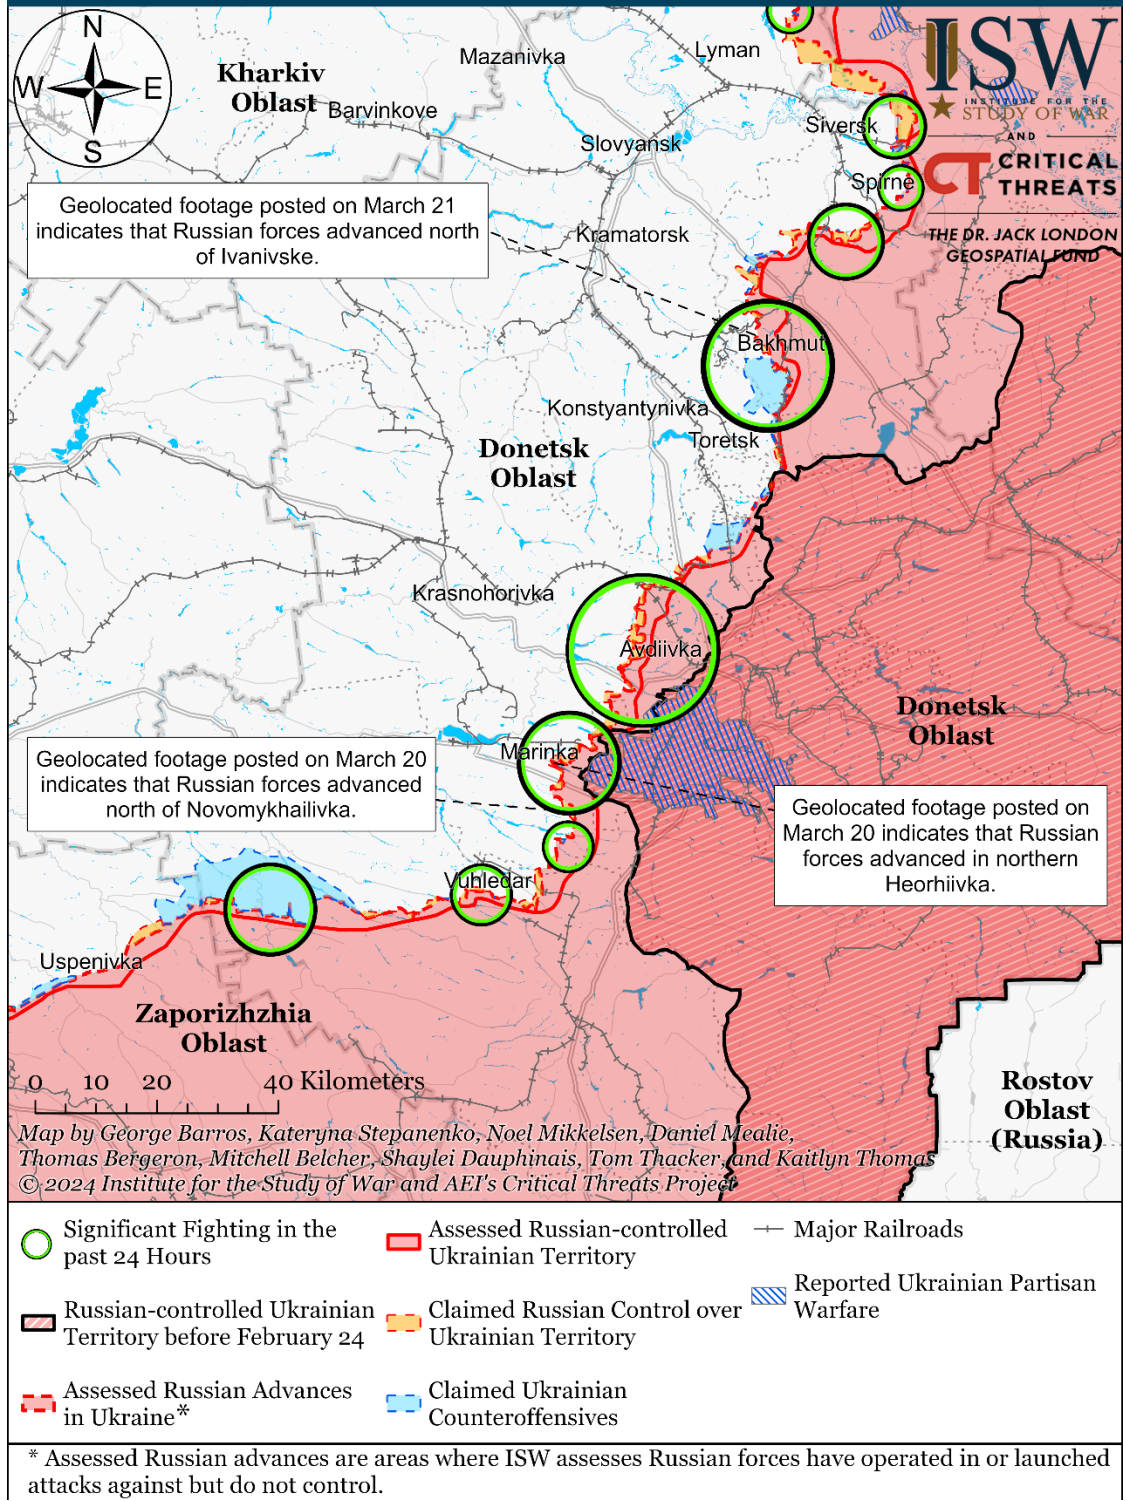 N
W
E
S
Kharkiv
Oblast
Mazanivka
Lyman
Barvinkove
Slovyansk
Siversk
Spirne
ISW
INSTITUTE FOR THE
STUDY OF WAR
AND
CT CRITICAL
THREATS
THE DR. JACK LONDON
GEOSPATIAL FUND
Geolocated footage posted on March 21
indicates that Russian forces advanced north
of Ivanivske.
Kramatorsk
Bakhmut
Konstyantynivka
Toretsk
Donetsk
Oblast
Krasnohorivka
Avdiivka
Donetsk
Oblast
Marinka
Geolocated footage posted on March 20
indicates that Russian forces advanced
north of Novomykhailivka.
Geolocated footage posted on
March 20 indicates that Russian
forces advanced in northern
Heorhiivka.
Vuhledar
Uspenivka
Zaporizhzhia
Oblast
Rostov
Oblast
(Russia)
0 10 20 40 Kilometers
Map by George Barros, Kateryna Stepanenko, Noel Mikkelsen, Daniel Mealie,
Thomas Bergeron, Mitchell Belcher, Shaylei Dauphinais, Tom Thacker, and Kaitlyn Thomas
© 2024 Institute for the Study of War and AEI's Critical Threats Project
Significant Fighting in the
past 24 Hours
Russian-controlled Ukrainian
Territory before February 24
Assessed Russian Advances
in Ukraine*
Assessed Russian-controlled
Ukrainian Territory
Claimed Russian Control over
Ukrainian Territory
Claimed Ukrainian
Counteroffensives
Major Railroads
Reported Ukrainian Partisan
Warfare
* Assessed Russian advances are areas where ISW assesses Russian forces have operated in or launched
attacks against but do not control.